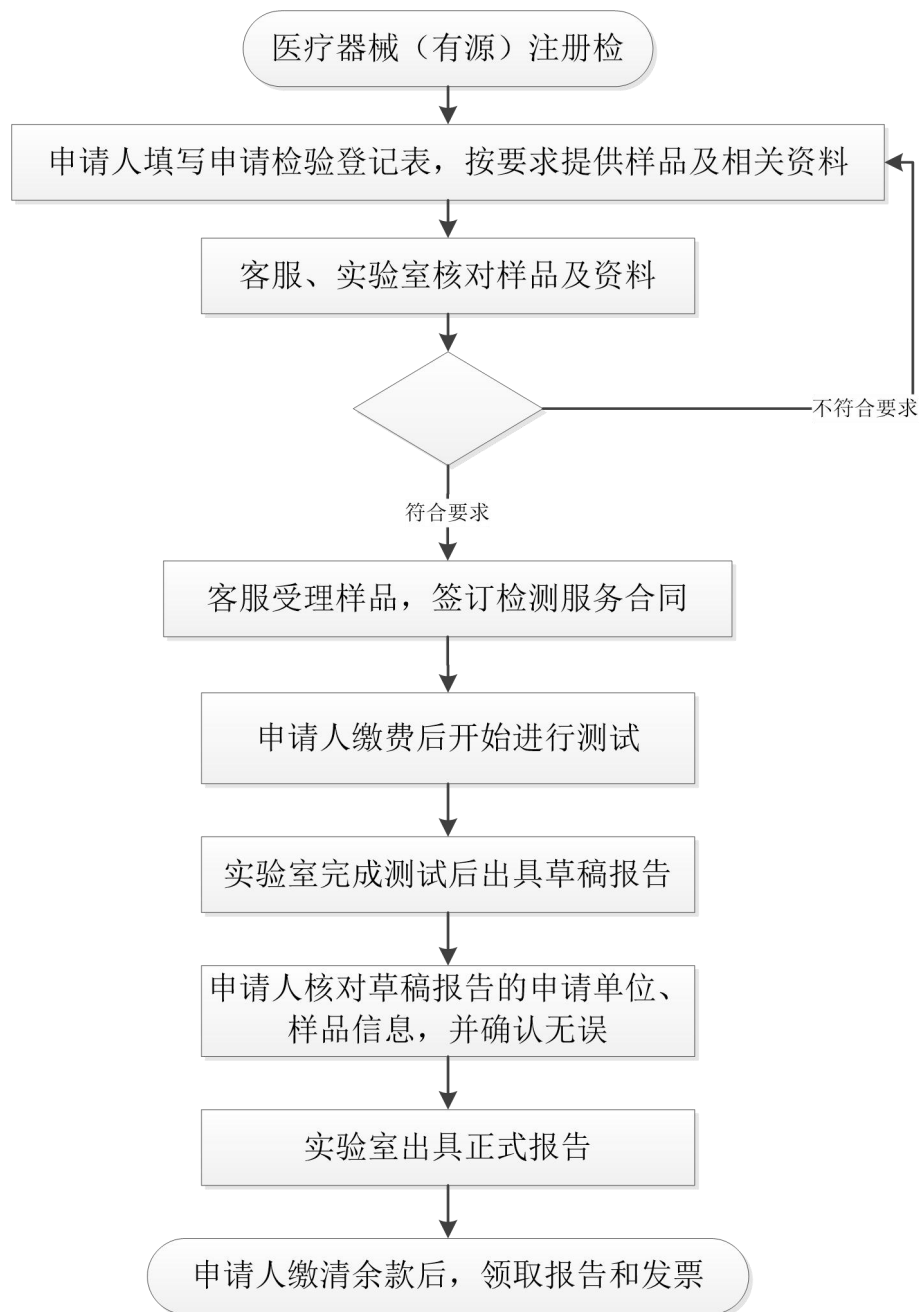 医疗器械（有源）注册检
申请人填写申请检验登记表，按要求提供样品及相关资料
客服、实验室核对样品及资料
不符合要求
符合要求
客服受理样品，签订检测服务合同
申请人缴费后开始进行测试
实验室完成测试后出具草稿报告
申请人核对草稿报告的申请单位、
样品信息，并确认无误
实验室出具正式报告
申请人缴清余款后，领取报告和发票